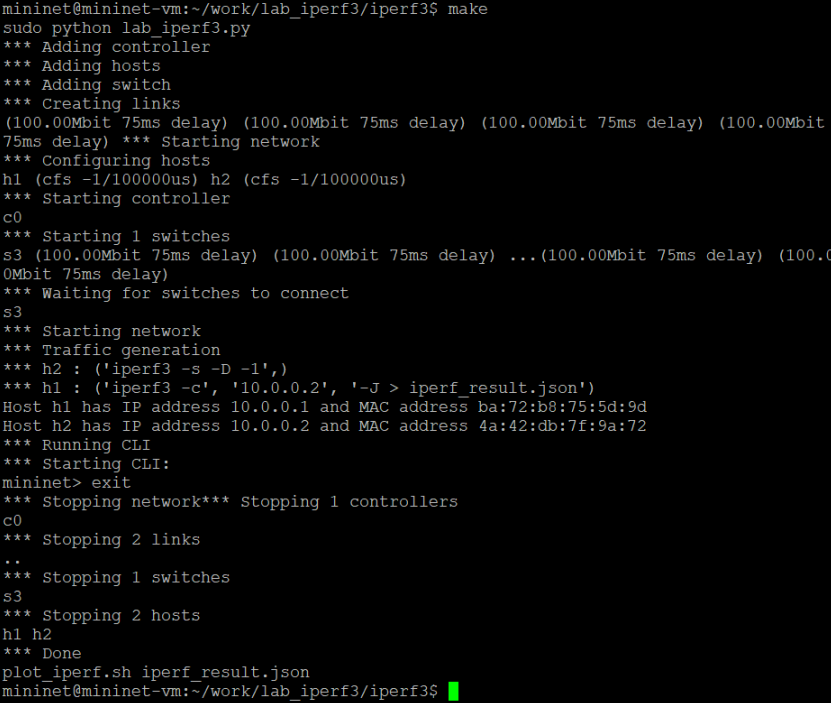 mininet@mininet-vm:~/work/lab_iperf3/iperf3$ make
sudo python lab_iperf3.py
*** Adding controller
*** Adding hosts
*** Adding switch
*** Creating links
(100.00Mbit 75ms delay) (100.00Mbit 75ms delay) (100.00Mbit 75ms delay) (100.00Mbit
75ms delay) *** Starting network
*** Configuring hosts
h1 (cfs -1/100000us) h2 (cfs -1/100000us)
*** Starting controller
c0
*** Starting 1 switches
s3 (100.00Mbit 75ms delay) (100.00Mbit 75ms delay) ...(100.00Mbit 75ms delay) (100.0
0Mbit 75ms delay)
*** Waiting for switches to connect
s3
*** Starting network
*** Traffic generation
*** h2 : ('iperf3 -s -D -1',)
*** h1 : ('iperf3 -c', '10.0.0.2', '-J > iperf_result.json')
Host h1 has IP address 10.0.0.1 and MAC address ba:72:b8:75:5d:9d
Host h2 has IP address 10.0.0.2 and MAC address 4a:42:db:7f:9a:72
*** Running CLI
*** Starting CLI:
mininet> exit
*** Stopping network*** Stopping 1 controllers
c0
*** Stopping 2 links
..
*** Stopping 1 switches
s3
*** Stopping 2 hosts
h1 h2
*** Done
plot_iperf.sh iperf_result.json
mininet@mininet-vm:~/work/lab_iperf3/iperf3$